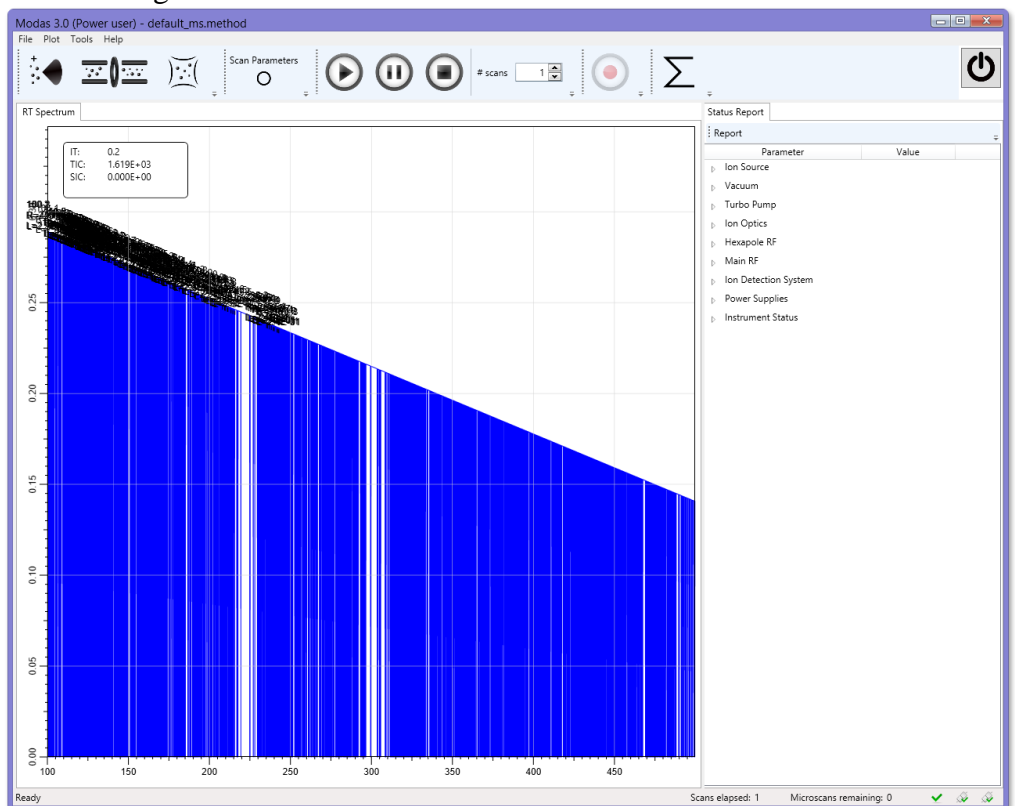 Modas 3.0 (Power user) - default_ms.method
File Plot Tools Help
Scan Parameters
# scans 1
RT Spectrum
Status Report
Report
Parameter Value
Ion Source
Vacuum
Turbo Pump
Ion Optics
Hexapole RF
Main RF
Ion Detection System
Power Supplies
Instrument Status
IT: 0.2
TIC: 1.619E+03
SIC: 0.000E+00
0.25
0.20
0.15
0.10
0.05
0.00
100 150 200 250 300 350 400 450
Ready
Scans elapsed: 1 Microscans remaining: 0